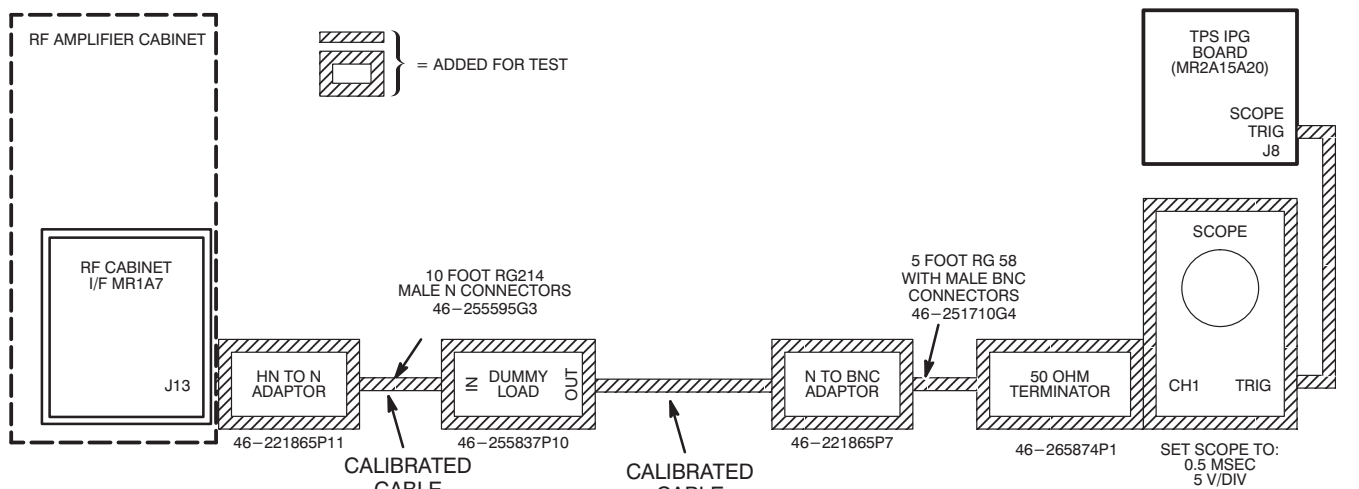 RF AMPLIFIER CABINET
= ADDED FOR TEST
TPS IPG
BOARD
(MR2A15A20)
SCOPE
TRIG
J8
RF CABINET
I/F MR1A7
J13
HN TO N
ADAPTOR
46−221865P11
10 FOOT RG214
MALE N CONNECTORS
46−255595G3
CALIBRATED
CABLE
IN
DUMMY
LOAD
OUT
46−255837P10
CALIBRATED
CABLE
N TO BNC
ADAPTOR
46−221865P7
5 FOOT RG 58
WITH MALE BNC
CONNECTORS
46−251710G4
50 OHM
TERMINATOR
46−265874P1
SCOPE
CH1 TRIG
SET SCOPE TO:
0.5 MSEC
5 V/DIV